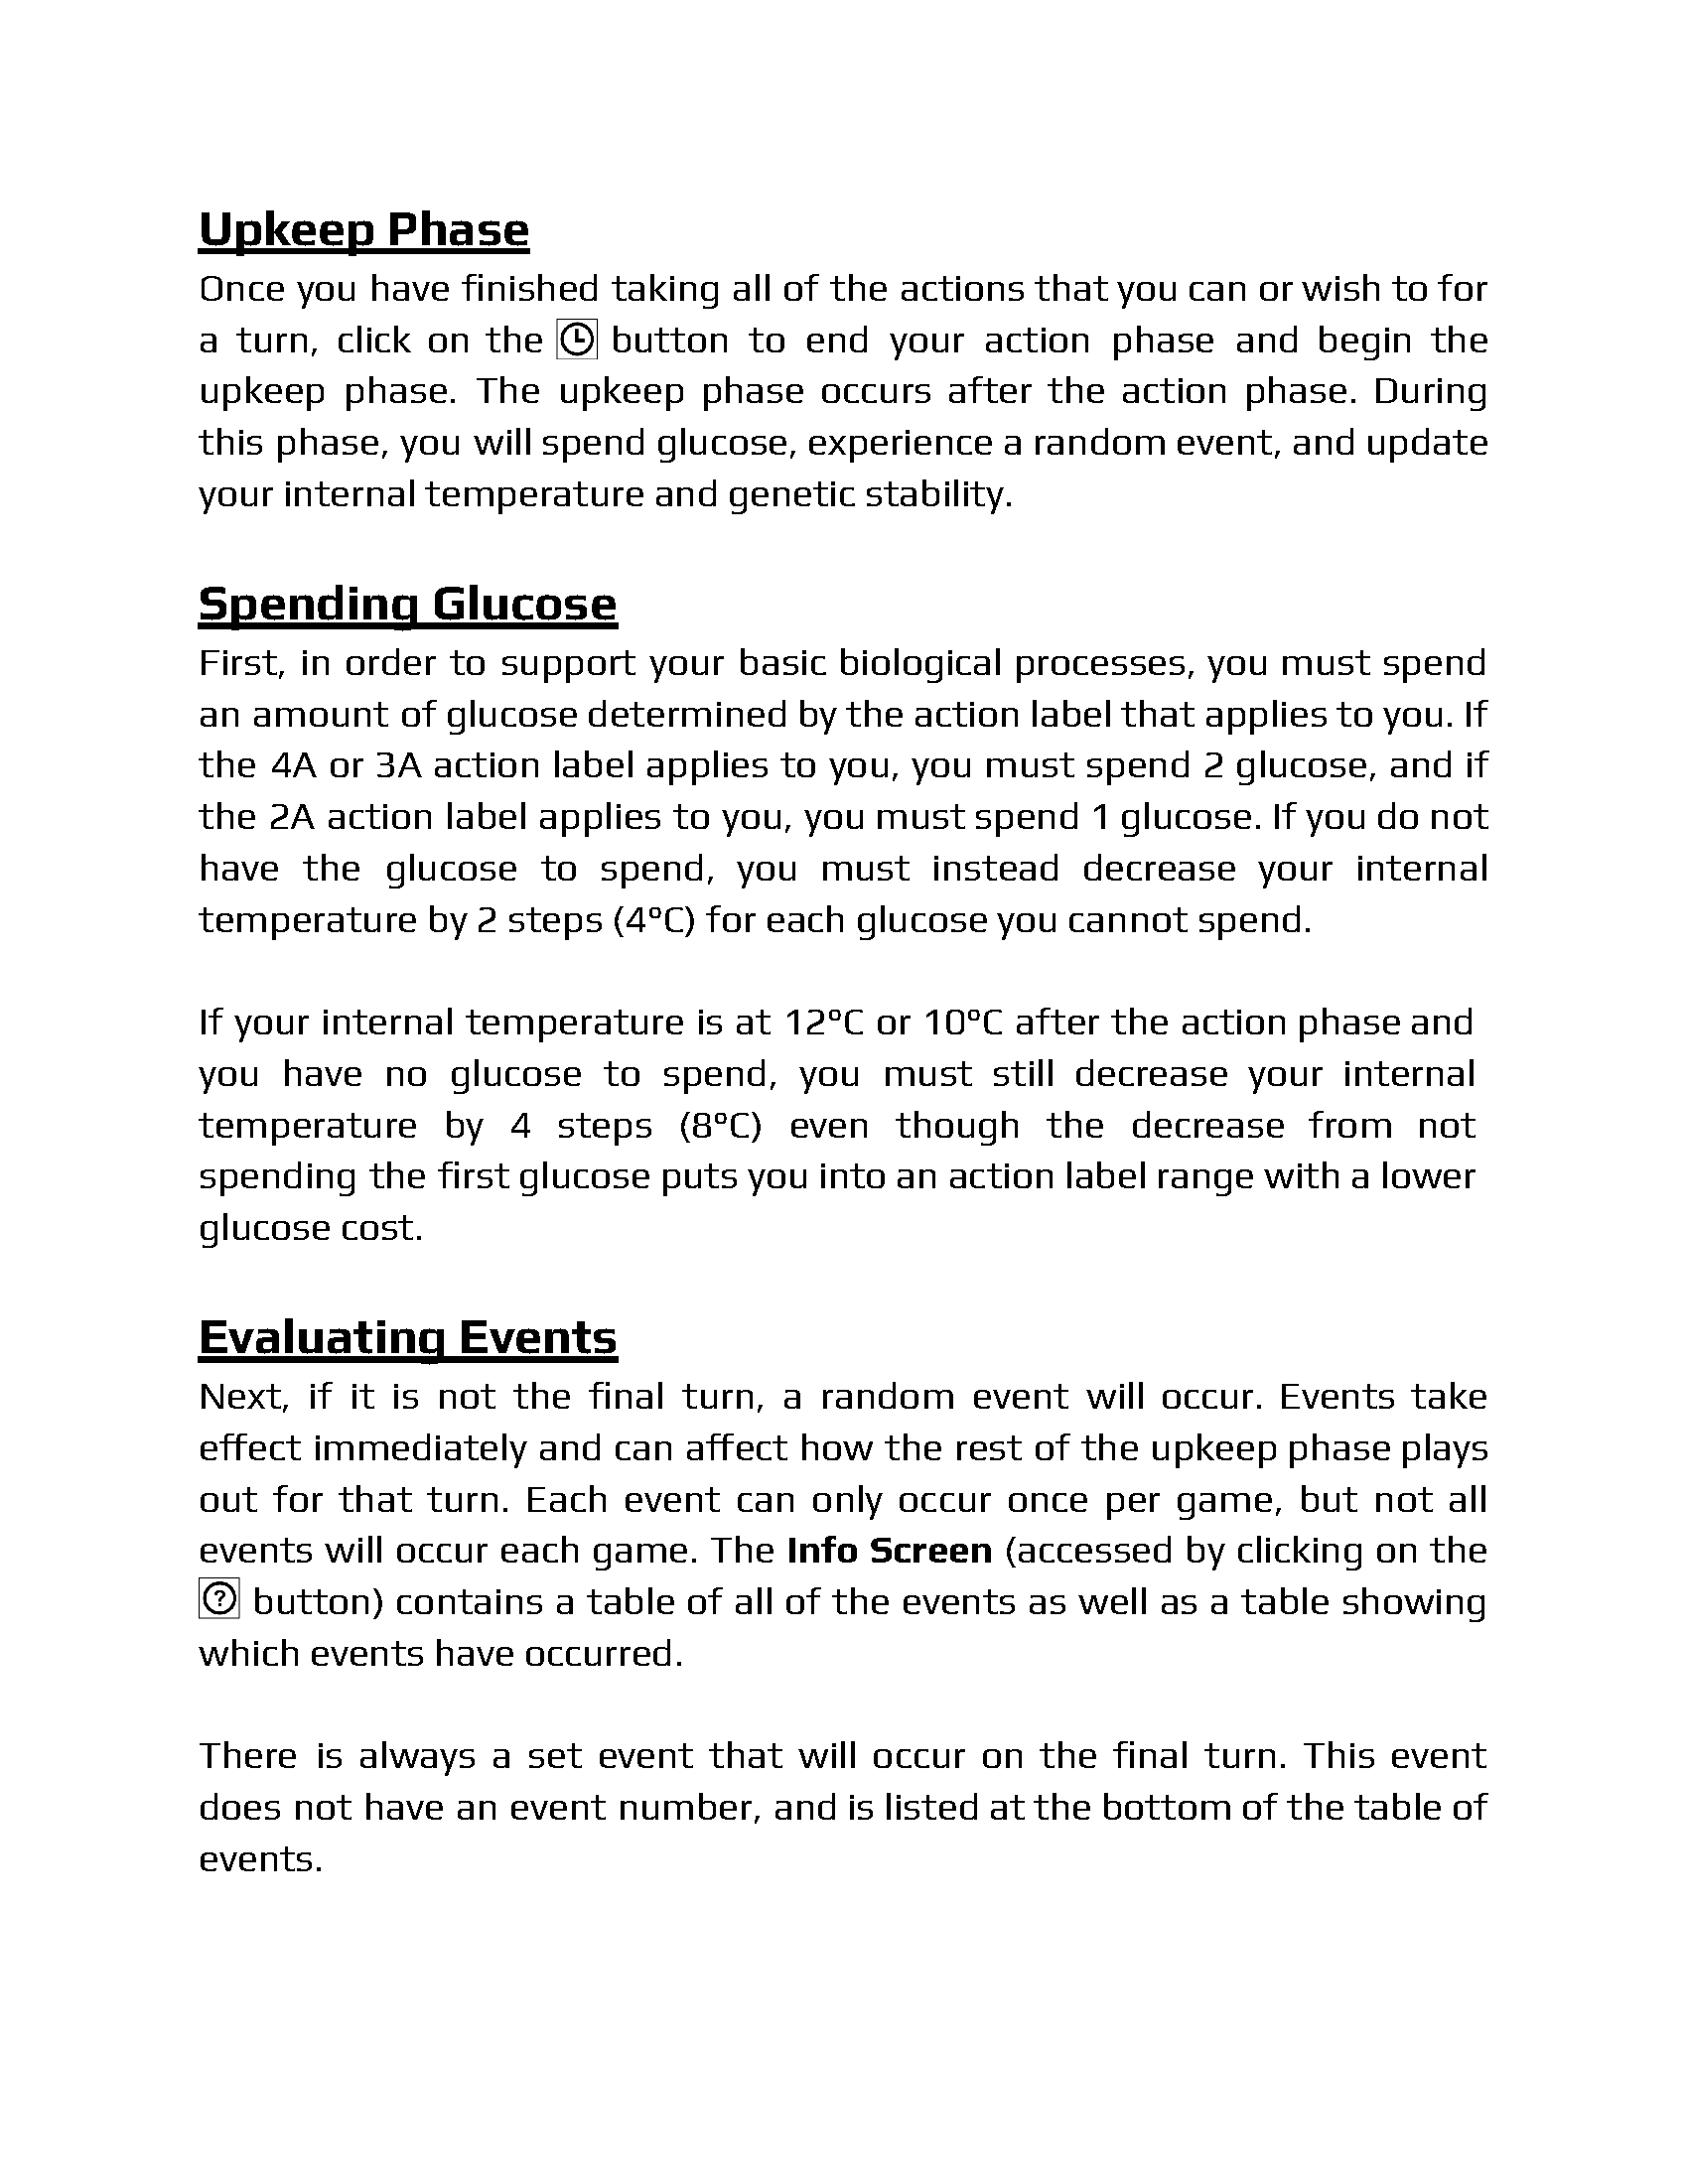 Upkeep Phase
Once you have finished taking all of the actions that you can or wish to for
a turn, click on the button to end your action phase and begin the
upkeep phase. The upkeep phase occurs after the action phase. During
this phase, you will spend glucose, experience a random event, and update
your internal temperature and genetic stability.
Spending Glucose
First, in order to support your basic biological processes, you must spend
an amount of glucose determined by the action label that applies to you. If
the 4A or 3A action label applies to you, you must spend 2 glucose, and if
the 2A action label applies to you, you must spend 1 glucose. If you do not
have the glucose to spend, you must instead decrease your internal
temperature by 2 steps (4°C) for each glucose you cannot spend.
If your internal temperature is at 12°C or 10°C after the action phase and
you have no glucose to spend, you must still decrease your internal
temperature by 4 steps (8°C) even though the decrease from not
spending the first glucose puts you into an action label range with a lower
glucose cost.
Evaluating Events
Next, if it is not the final turn, a random event will occur. Events take
effect immediately and can affect how the rest of the upkeep phase plays
out for that turn. Each event can only occur once per game, but not all
events will occur each game. The Info Screen (accessed by clicking on the
? button) contains a table of all of the events as well as a table showing
which events have occurred.
There is always a set event that will occur on the final turn. This event
does not have an event number, and is listed at the bottom of the table of
events.